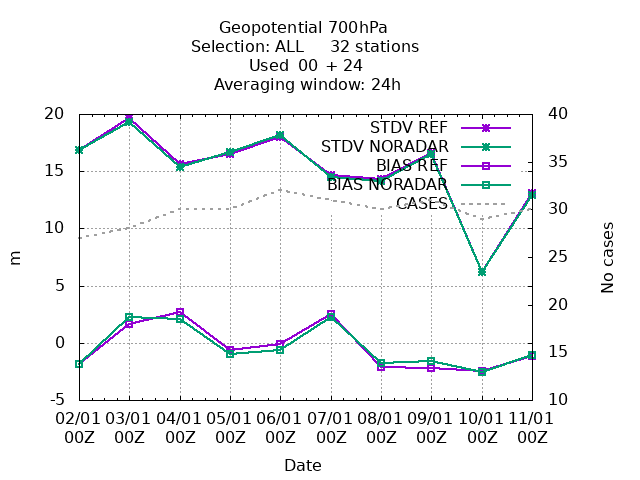 Geopotential 700hPa
Selection: ALL 32 stations
Used 00 + 24
Averaging window: 24h
20 40
STDV REF
STDV NORADAR
15 35
BIAS REF
BIAS NORADAR
CASES
10 30
m
No cases
25
5
20
0
15
-5 10
02/01 03/01 04/01 05/01 06/01 07/01 08/01 09/01 10/01 11/01
00Z 00Z 00Z 00Z 00Z 00Z 00Z 00Z 00Z 00Z
Date